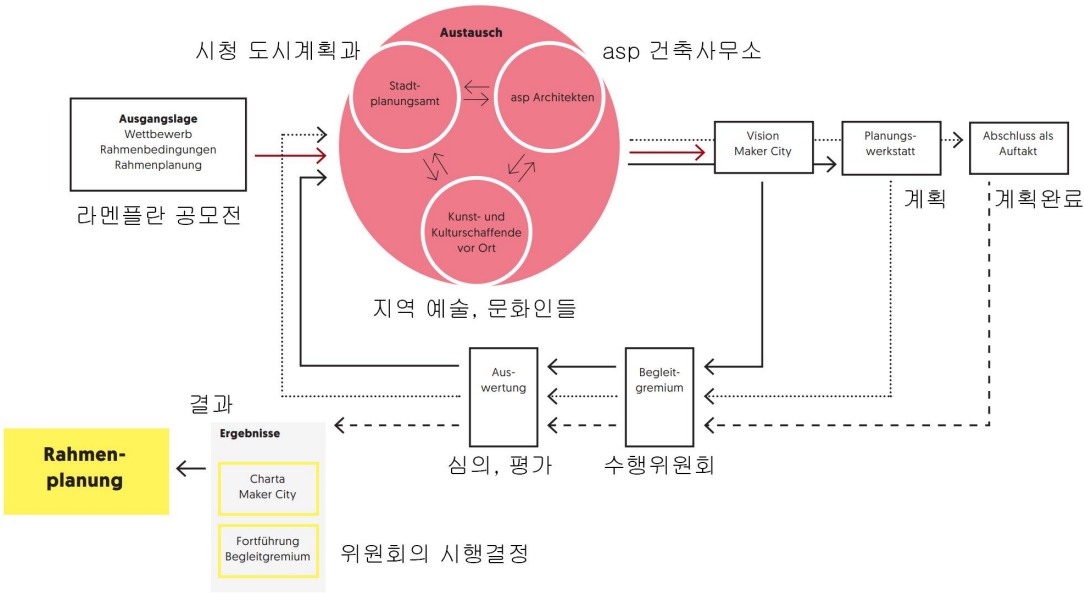 시청 도시계획과
Austausch
asp 건축사무소
Stadt-
planungsamt
asp Architekten
Ausgangslage
Wettbewerb
Rahmenbedingungen
Rahmenplanung
Vision
Maker City
Planungs-
werkstatt
Abschluss als
Auftakt
라멘플란 공모전
계획
계획완료
Kunst- und
Kulturschaffende
vor Ort
지역 예술, 문화인들
Aus-
wertung
Begleit-
gremium
심의, 평가
수행위원회
결과
Ergebnisse
Rahmen-
planung
Charta
Maker City
Fortführung
Begleitgremium
위원회의 시행결정